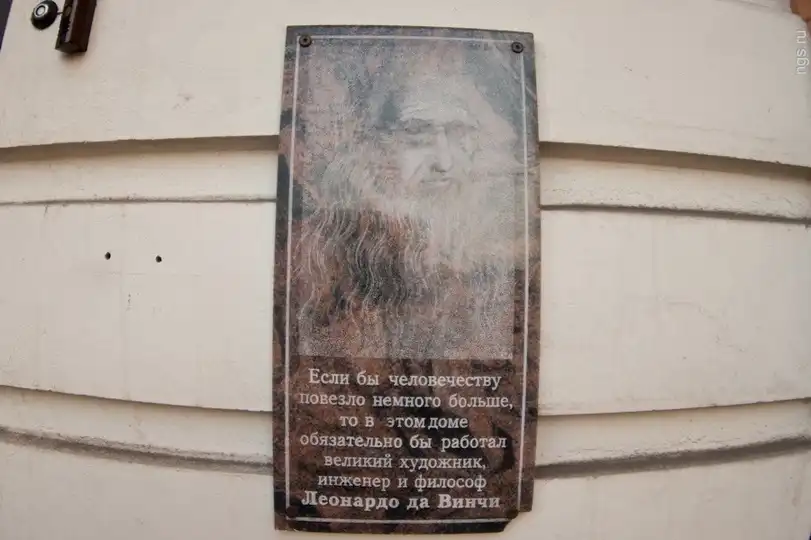 ngs.ru
Если бы человечеству
повезло немного больше,
то в этом доме
обязательно бы работал
великий художник,
инженер и философ
Леонардо да Винчи